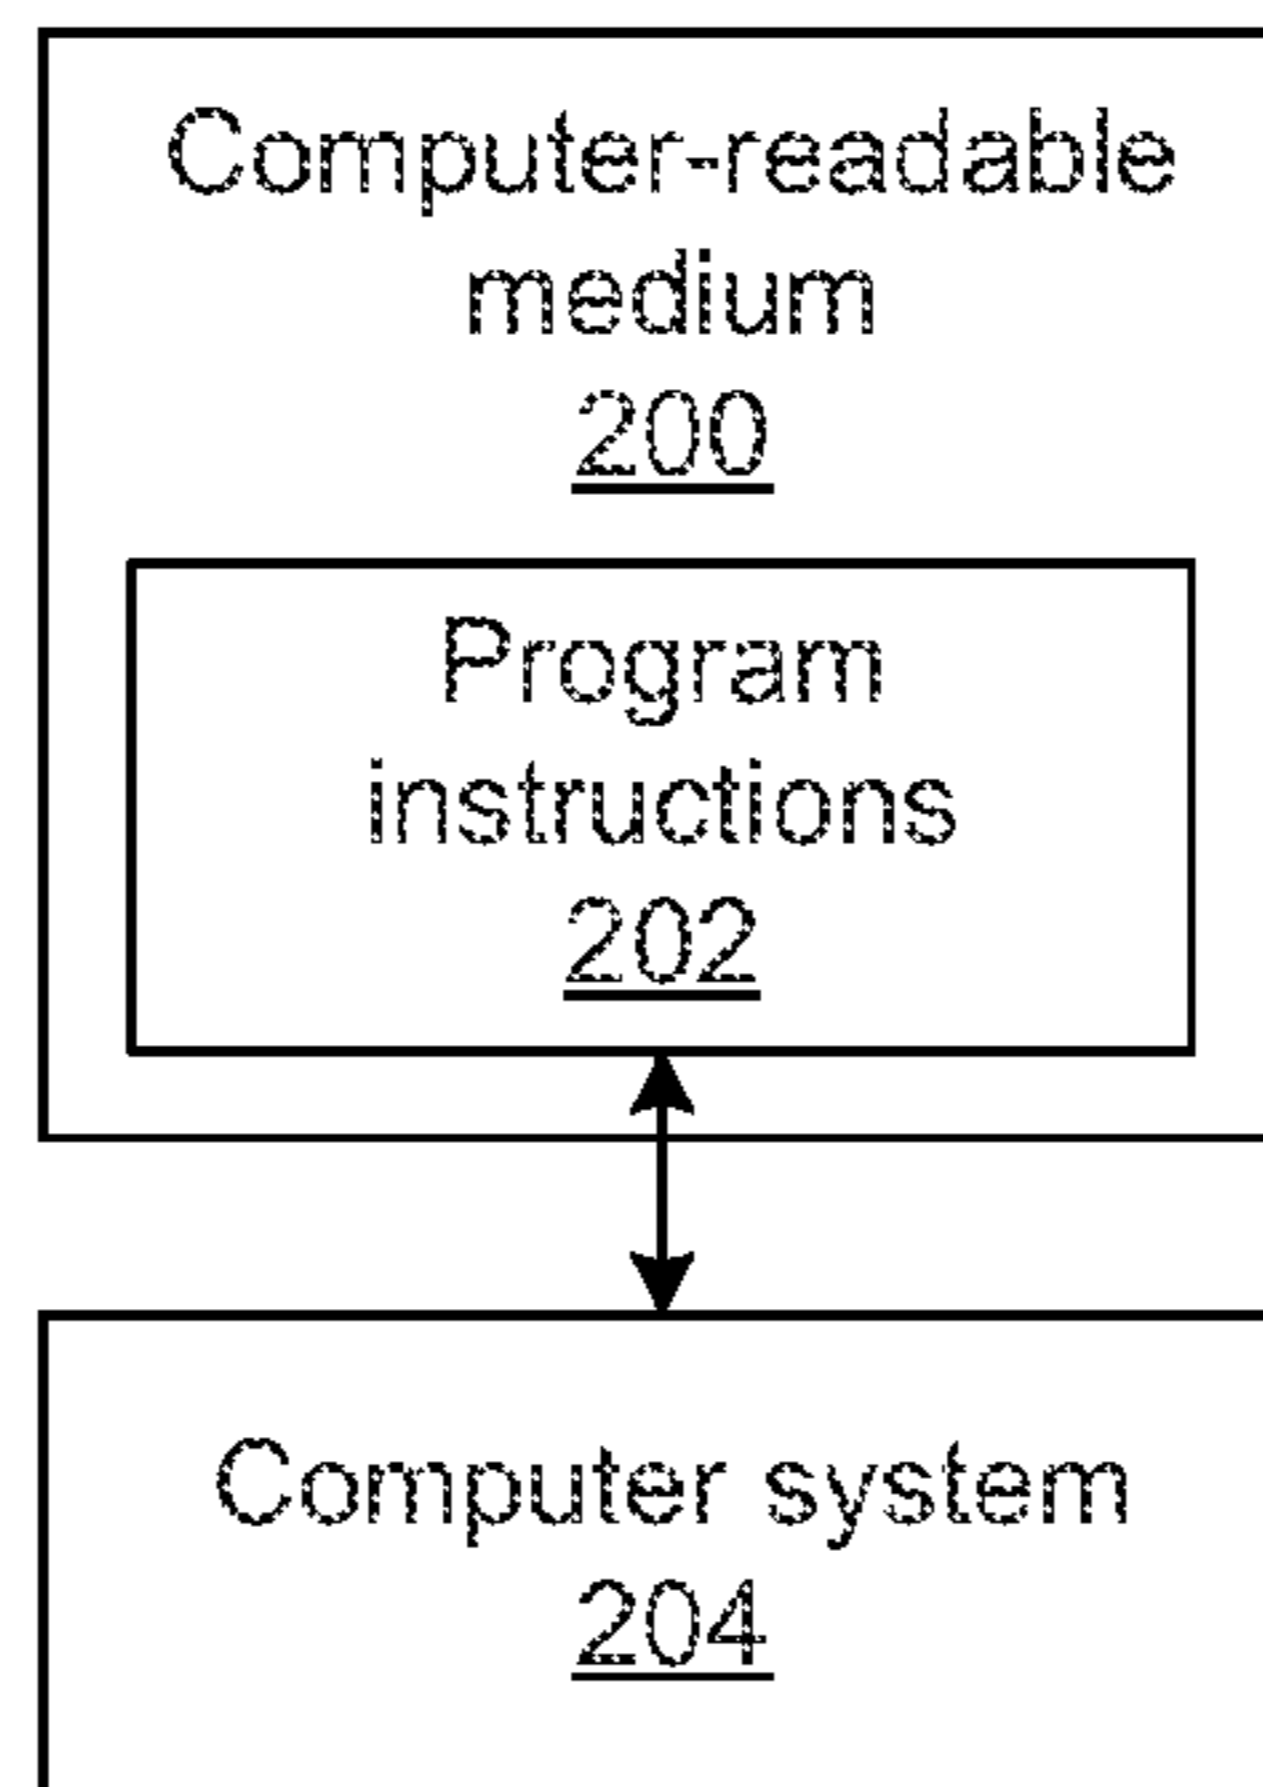 Computer-readable
medium
200
Program
instructions
202
Computer system
204